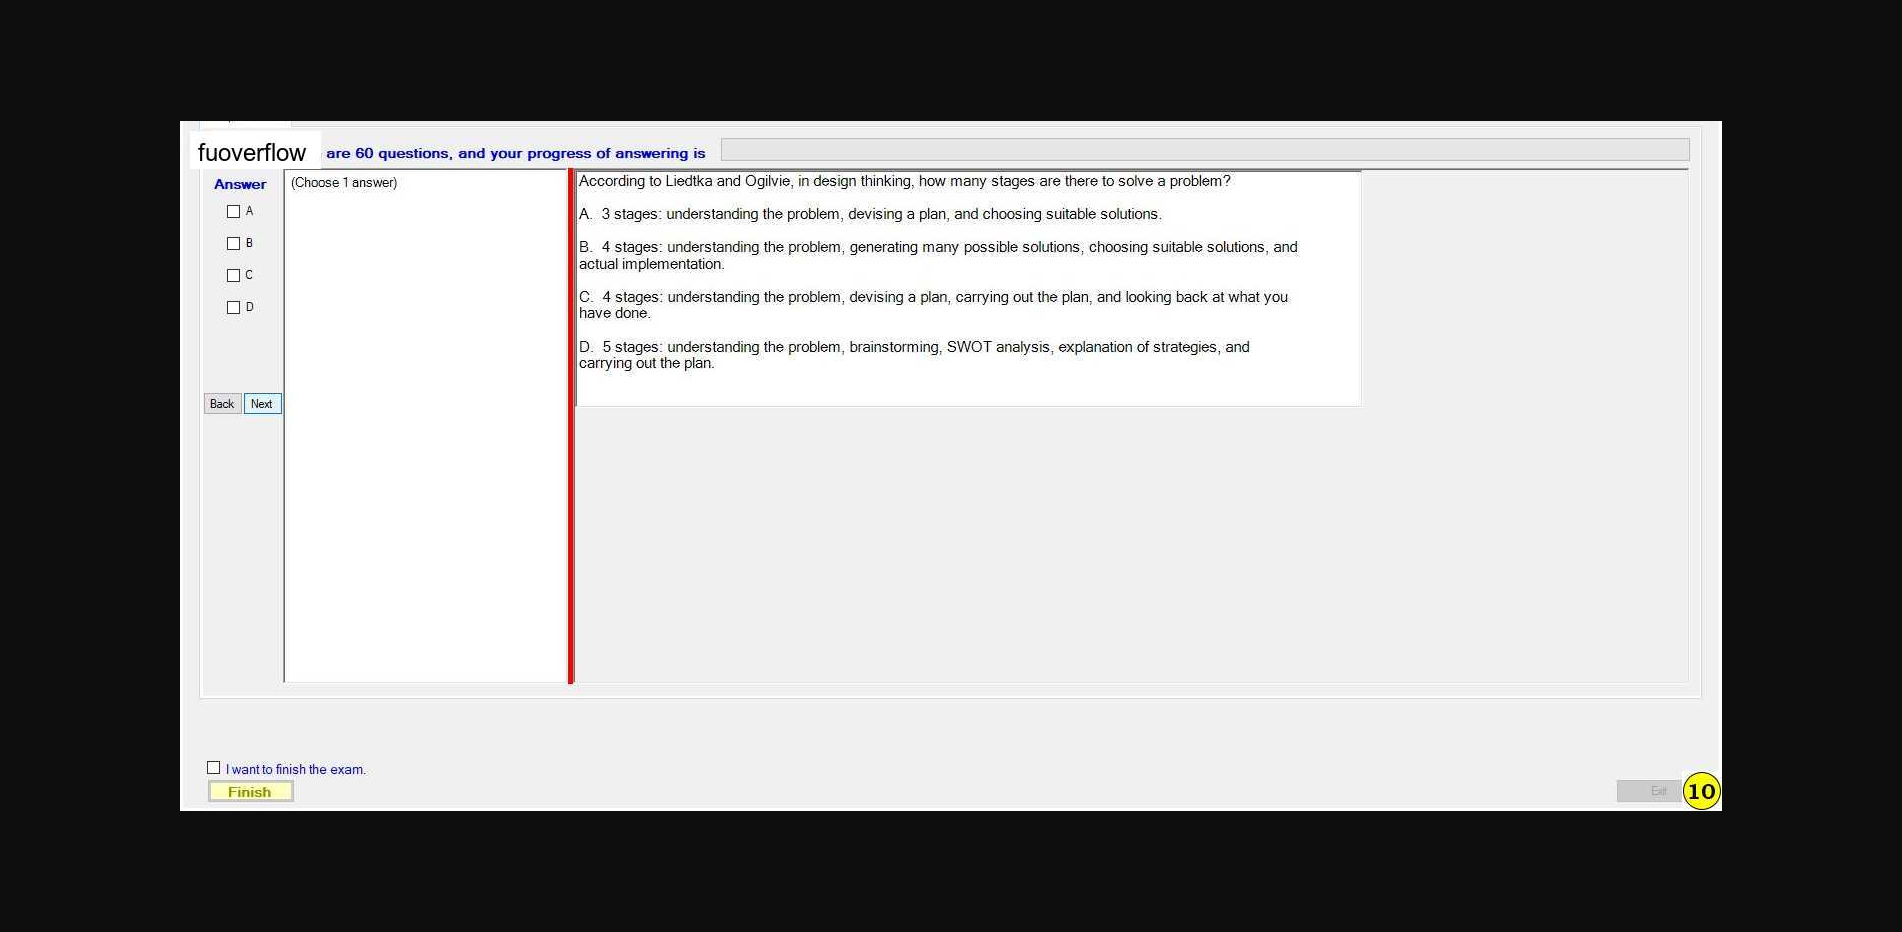 fuoverflow are 60 questions, and your progress of answering is
Answer
(Choose 1 answer)
A
B
C
D
Back Next
According to Liedtka and Ogilvie, in design thinking, how many stages are there to solve a problem?
A. 3 stages: understanding the problem, devising a plan, and choosing suitable solutions.
B. 4 stages: understanding the problem, generating many possible solutions, choosing suitable solutions, and
actual implementation.
C. 4 stages: understanding the problem, devising a plan, carrying out the plan, and looking back at what you
have done.
D. 5 stages: understanding the problem, brainstorming, SWOT analysis, explanation of strategies, and
carrying out the plan.
I want to finish the exam.
Finish
Exit
10